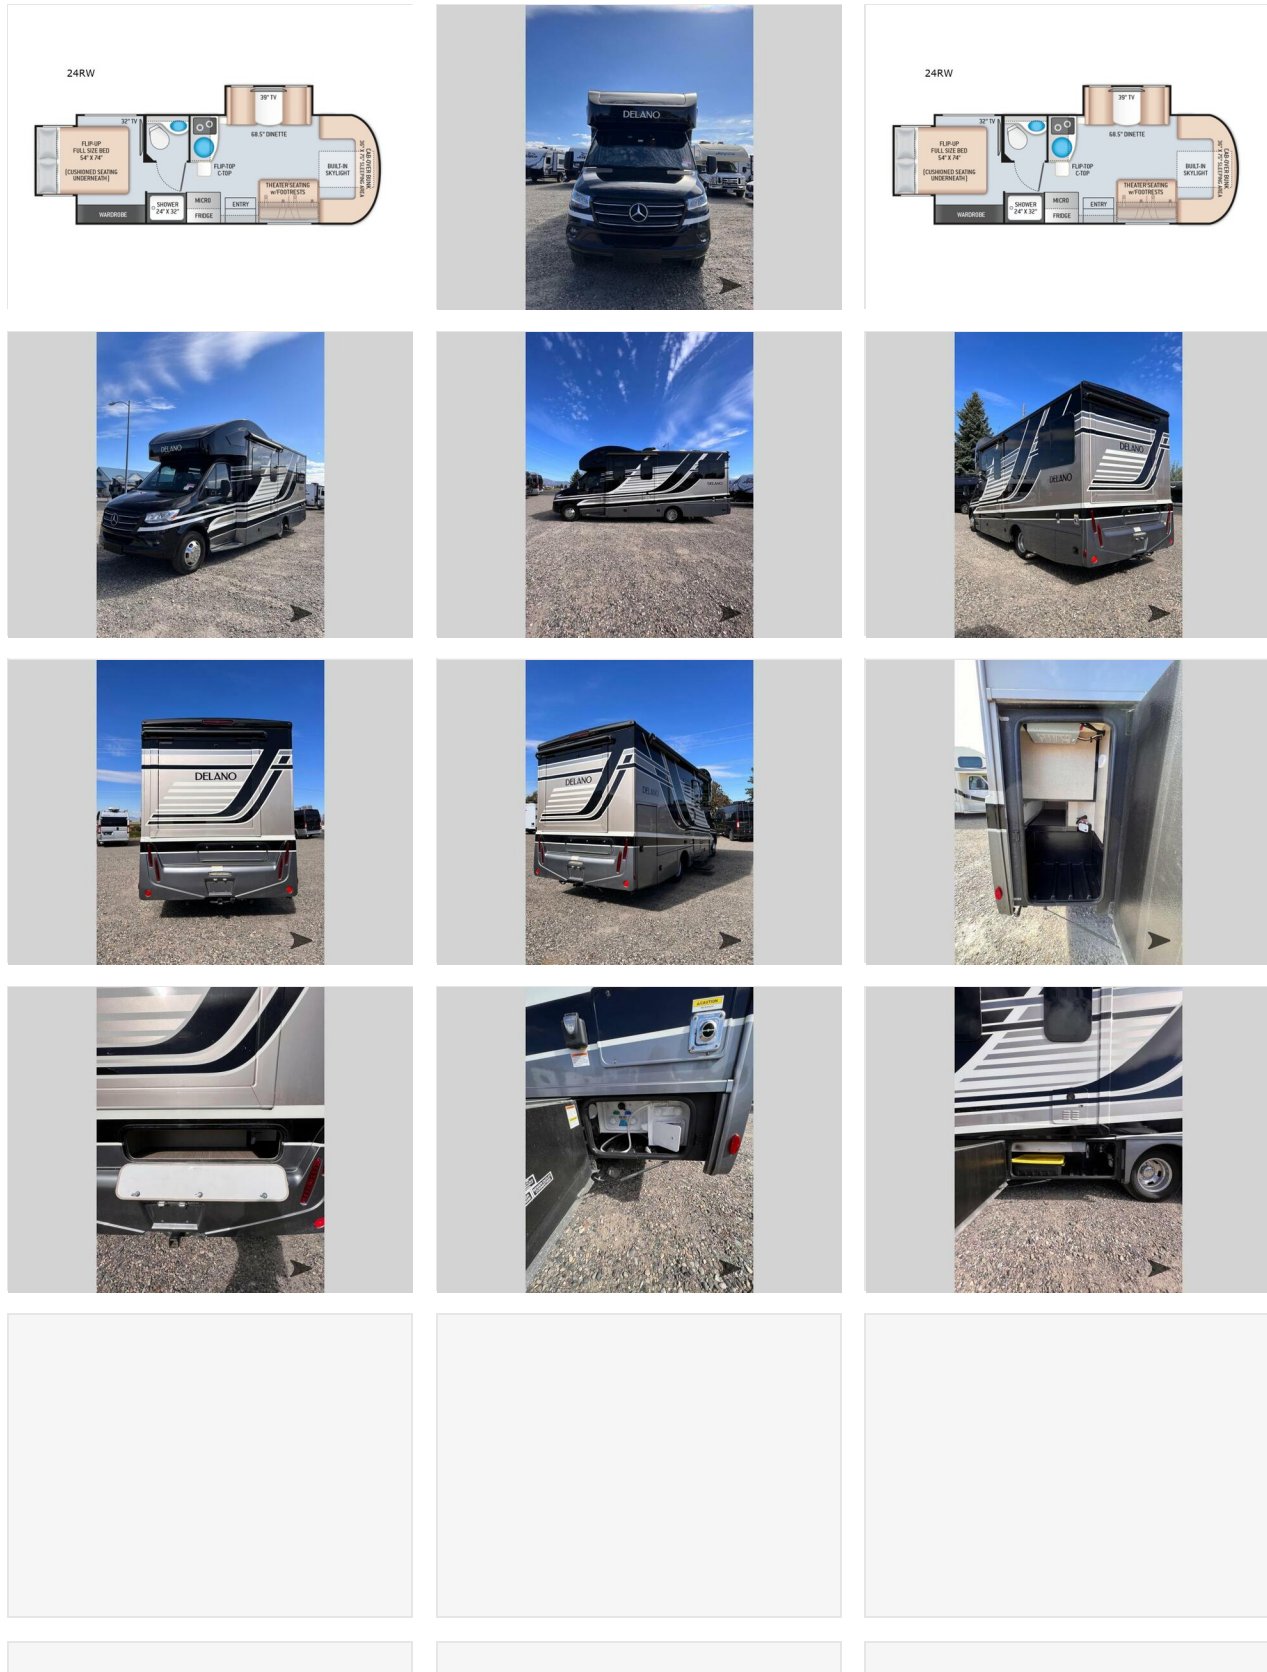 24RW
39" TV
32" TV
68.5" DINETTE
FLIP-UP
FULL SIZE BED
54" X 74"
[CUSHIONED SEATING
UNDERNEATH]
FLIP-TOP
C-TOP
BUILT-IN
SKYLIGHT
CAB-OVER BUNK
THEATER SEATING
w/FOOTRESTS
MICRO
SHOWER
24" X 32"
ENTRY
WARDROBE
FRIDGE
DELANO
24RW
39" TV
32" TV
68.5" DINETTE
FLIP-UP
FULL SIZE BED
54" X 74"
[CUSHIONED SEATING
UNDERNEATH]
FLIP-TOP
C-TOP
BUILT-IN
SKYLIGHT
CAB-OVER BUNK
THEATER SEATING
w/FOOTRESTS
MICRO
SHOWER
24" X 32"
ENTRY
WARDROBE
FRIDGE
DELANO
DELANO
DELANO
DELANO
DELANO
DELANO
DELANO
CAUTION